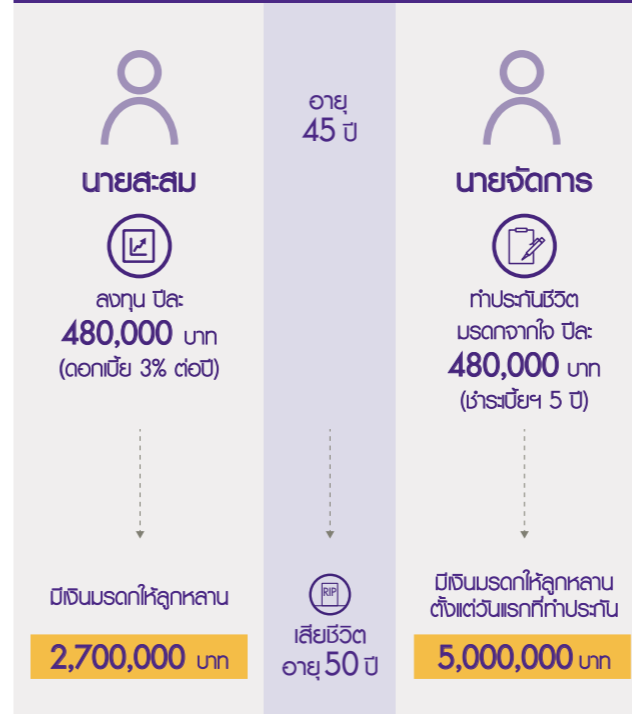 นายสะสม
ลงทุน ปีละ
480,000 บาท
(ดอกเบี้ย 3% ต่อปี)
มีเงินมรดกให้ลูกหลาน
2,700,000 บาท
อายุ
45 ปี
RIP
เสียชีวิต
อายุ 50 ปี
นายจัดการ
ทำประกันชีวิต
มรดกจากใจ ปีละ
480,000 บาท
(ชำระเบี้ยฯ 5 ปี)
มีเงินมรดกให้ลูกหลาน
ตั้งแต่วันแรกที่ทำประกัน
5,000,000 บาท